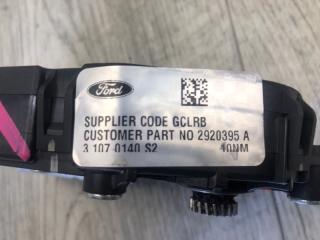 Ford
SUPPLIER CODE GCLRB
CUSTOMER PART NO 2920395 A
3 107 0140 S2 10NM